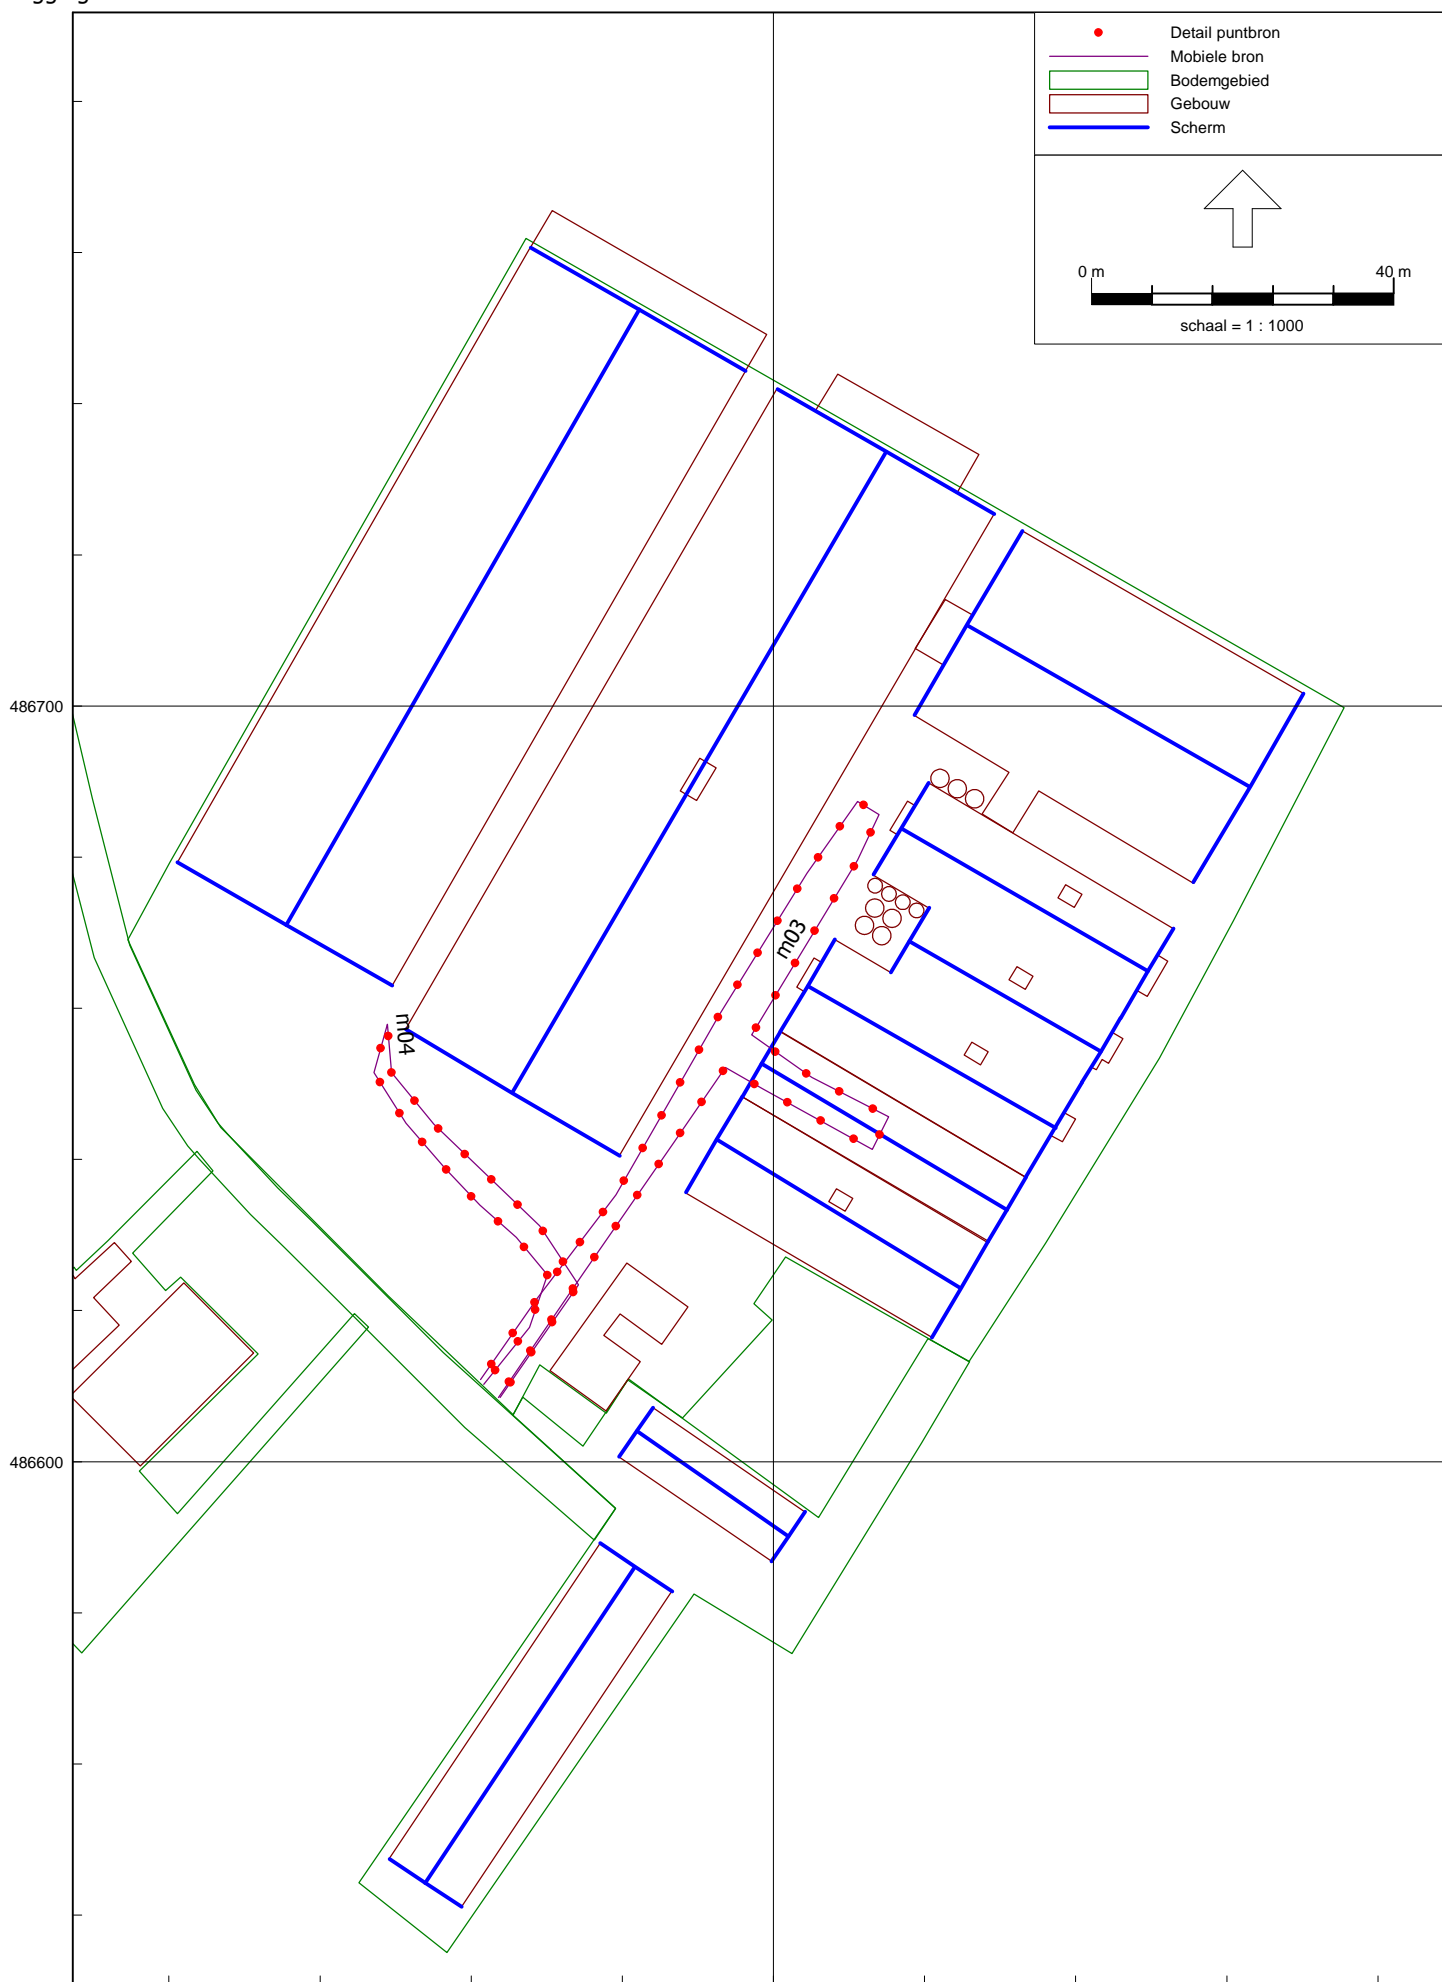 Detail puntbron
Mobiele bron
Bodemgebied
Gebouw
Scherm
0 m 40 m
schaal = 1 : 1000
486700
m03
m04
486600